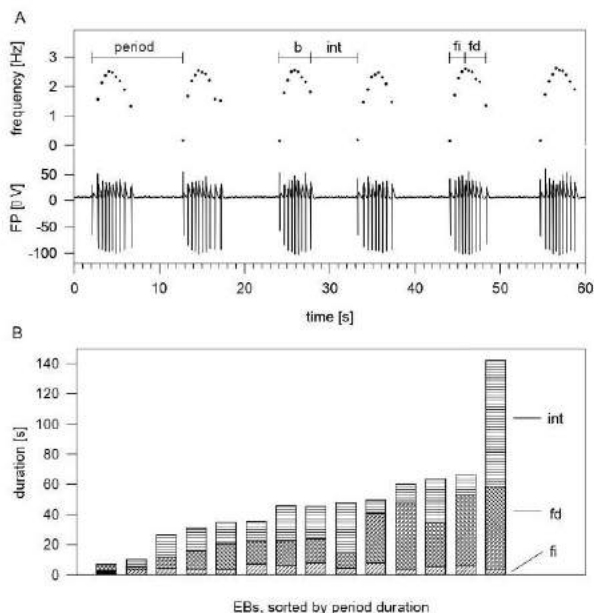 A
period
b
int
fi
fd
frequency [Hz]
3
2
1
0
FP [▯ V]
50
0
-50
-100
0
10
20
30
40
50
60
time [s]
B
duration [s]
140
120
100
80
60
40
20
0
int
fd
fi
EBs, sorted by period duration